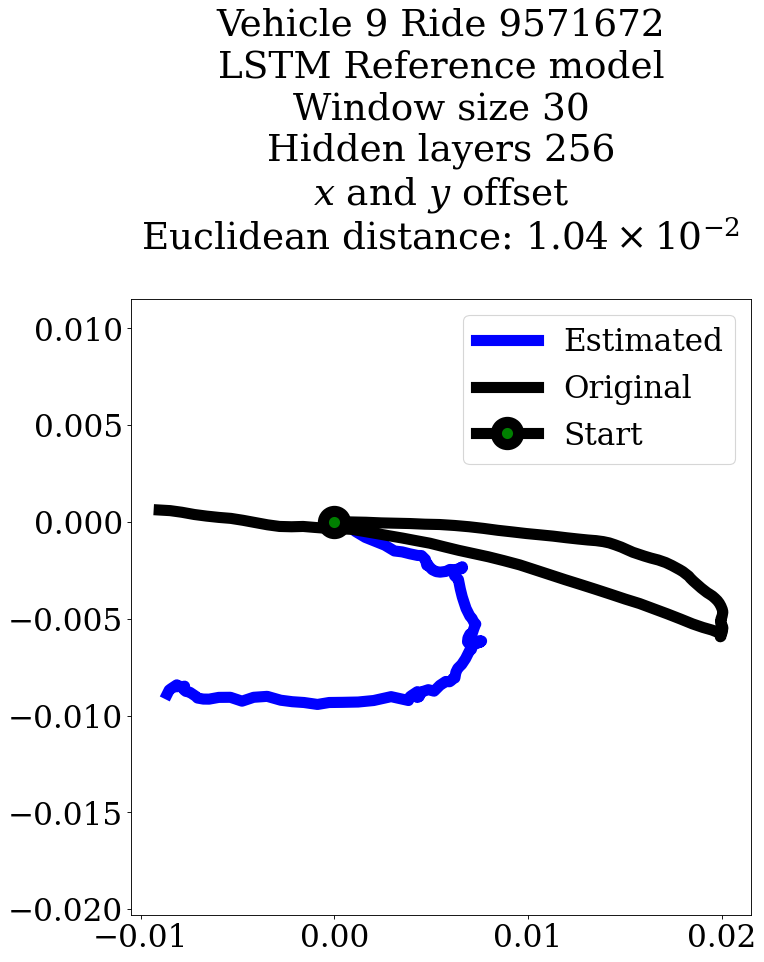 Vehicle 9 Ride 9571672
LSTM Reference model
Window size 30
Hidden layers 256
x and y offset
Euclidean distance: 1.04 × 10⁻²
Estimated
Original
Start
0.010
0.005
0.000
−0.005
−0.010
−0.015
−0.020
−0.01 0.00 0.01 0.02